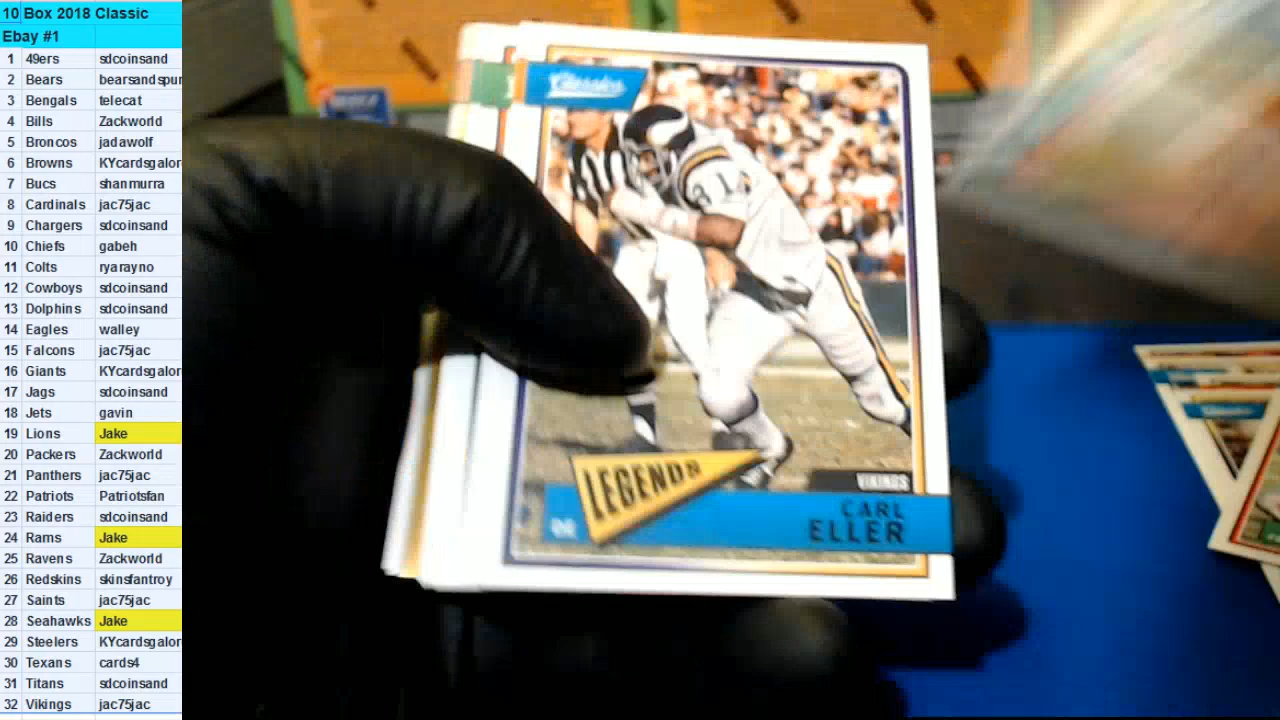 10 Box 2018 Classic
Ebay #1
1 49ers sdcoinsand
2 Bears bearsandspur
3 Bengals telecat
4 Bills Zackworld
5 Broncos jadawolf
6 Browns KYcardsgalor
7 Bucs shanmurra
8 Cardinals jac75jac
9 Chargers sdcoinsand
10 Chiefs gabeh
11 Colts ryarayno
12 Cowboys sdcoinsand
13 Dolphins sdcoinsand
14 Eagles walley
15 Falcons jac75jac
16 Giants KYcardsgalor
17 Jags sdcoinsand
18 Jets gavin
19 Lions Jake
20 Packers Zackworld
21 Panthers jac75jac
22 Patriots Patriotsfan
23 Raiders sdcoinsand
24 Rams Jake
25 Ravens Zackworld
26 Redskins skinsfantroy
27 Saints jac75jac
28 Seahawks Jake
29 Steelers KYcardsgalor
30 Texans cards4
31 Titans sdcoinsand
32 Vikings jac75jac
Classics
81
LEGENDS
VIKINGS
CARL
ELLER